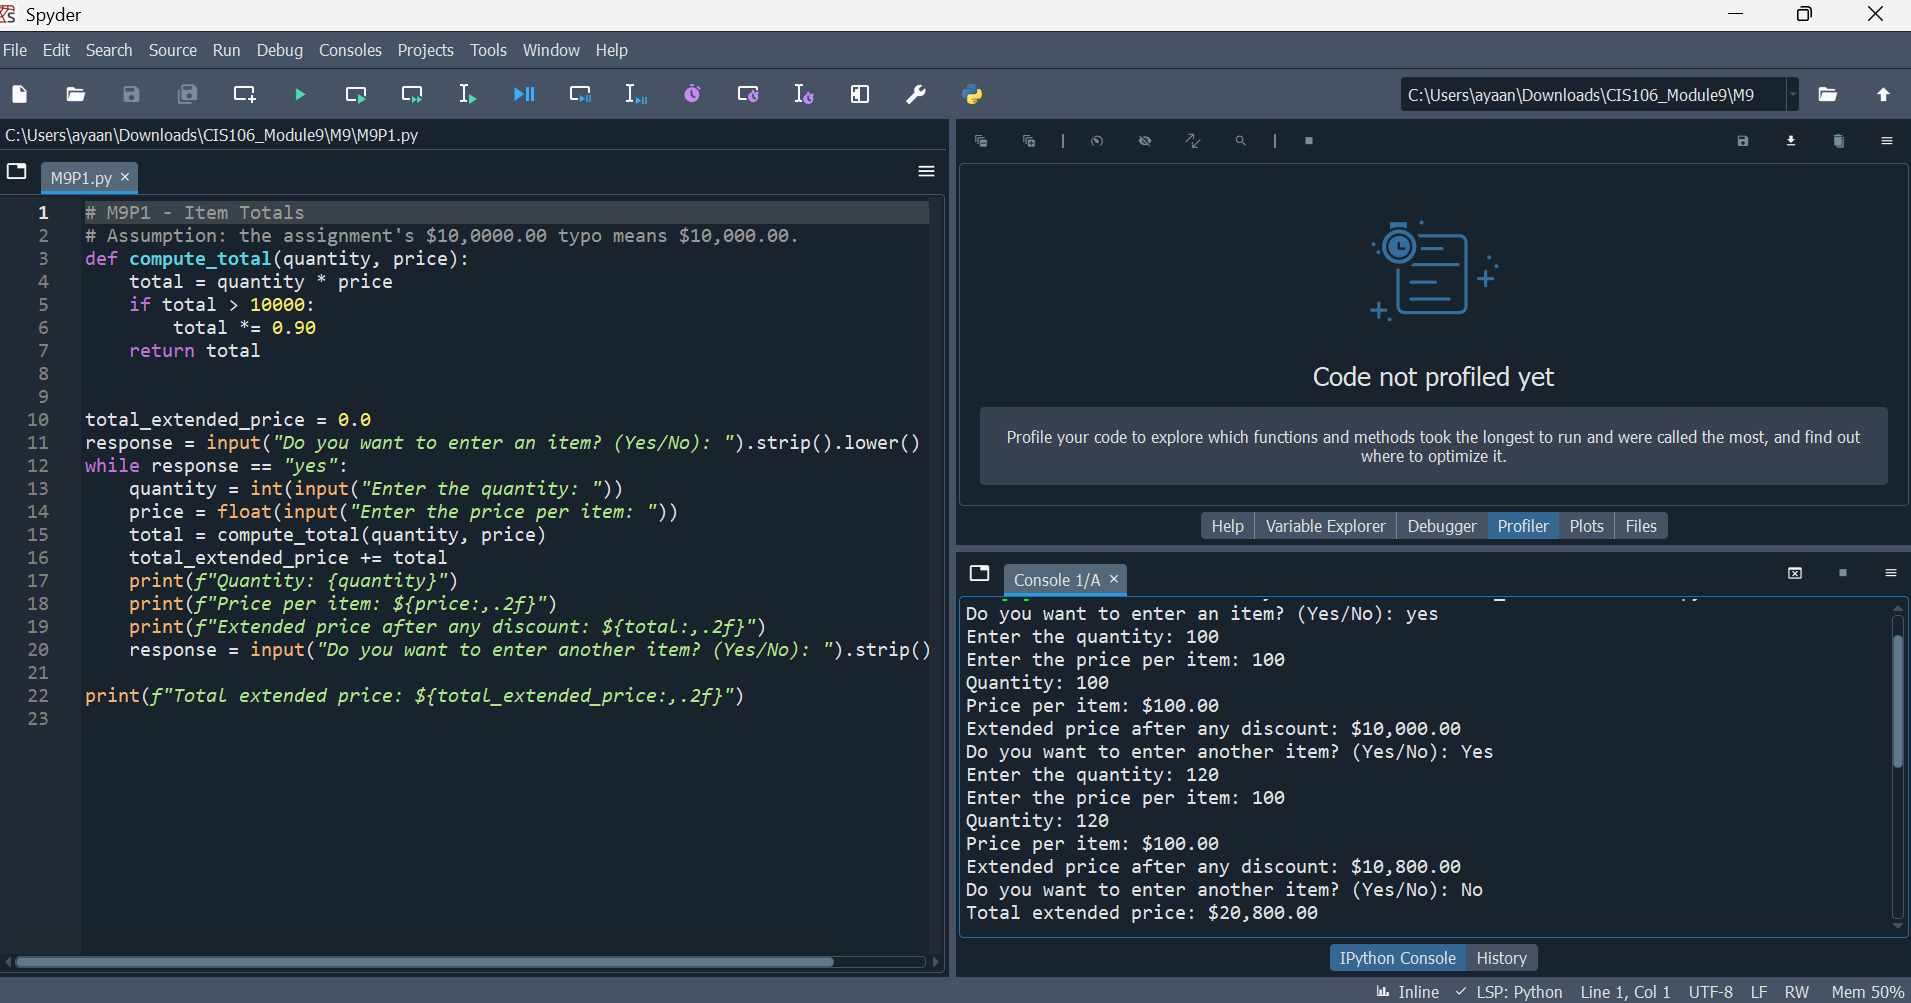 Spyder
File Edit Search Source Run Debug Consoles Projects Tools Window Help
C:\Users\ayaan\Downloads\CIS106_Module9\M9
C:\Users\ayaan\Downloads\CIS106_Module9\M9\M9P1.py
M9P1.py
1 # M9P1 - Item Totals
2 # Assumption: the assignment's $10,0000.00 typo means $10,000.00.
3 def compute_total(quantity, price):
4     total = quantity * price
5     if total > 10000:
6         total *= 0.90
7     return total
8
9
10 total_extended_price = 0.0
11 response = input("Do you want to enter an item? (Yes/No): ").strip().lower()
12 while response == "yes":
13     quantity = int(input("Enter the quantity: "))
14     price = float(input("Enter the price per item: "))
15     total = compute_total(quantity, price)
16     total_extended_price += total
17     print(f"Quantity: {quantity}")
18     print(f"Price per item: ${price:,.2f}")
19     print(f"Extended price after any discount: ${total:,.2f}")
20     response = input("Do you want to enter another item? (Yes/No): ").strip()
21
22 print(f"Total extended price: ${total_extended_price:,.2f}")
23
Code not profiled yet
Profile your code to explore which functions and methods took the longest to run and were called the most, and find out
where to optimize it.
Help Variable Explorer Debugger Profiler Plots Files
Console 1/A
Do you want to enter an item? (Yes/No): yes
Enter the quantity: 100
Enter the price per item: 100
Quantity: 100
Price per item: $100.00
Extended price after any discount: $10,000.00
Do you want to enter another item? (Yes/No): Yes
Enter the quantity: 120
Enter the price per item: 100
Quantity: 120
Price per item: $100.00
Extended price after any discount: $10,800.00
Do you want to enter another item? (Yes/No): No
Total extended price: $20,800.00
IPython Console History
Inline LSP: Python Line 1, Col 1 UTF-8 LF RW Mem 50%